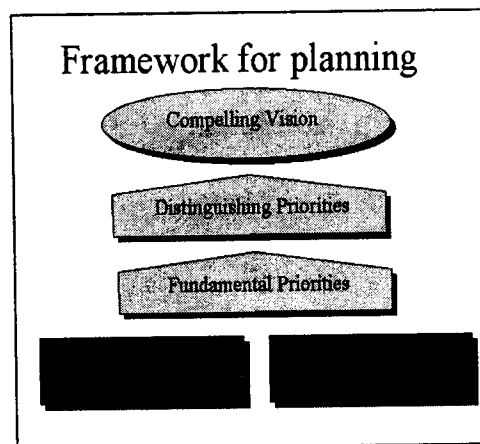 Framework for planning
Compelling Vision
Distinguishing Priorities
Fundamental Priorities